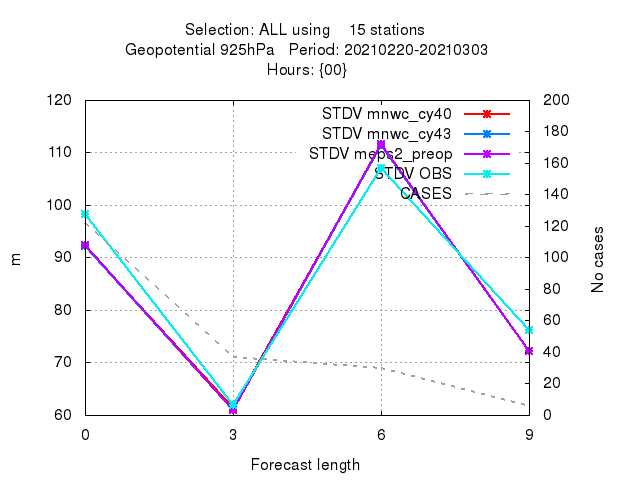 Selection: ALL using 15 stations
Geopotential 925hPa Period: 20210220-20210303
Hours: {00}
120 200
STDV mnwc_cy40
180
STDV mnwc_cy43
110 STDV meps2_preop 160
STDV OBS
140
CASES
100
120
90 100
m
No cases
80
80
60
70
40
20
60 0
0 3 6 9
Forecast length